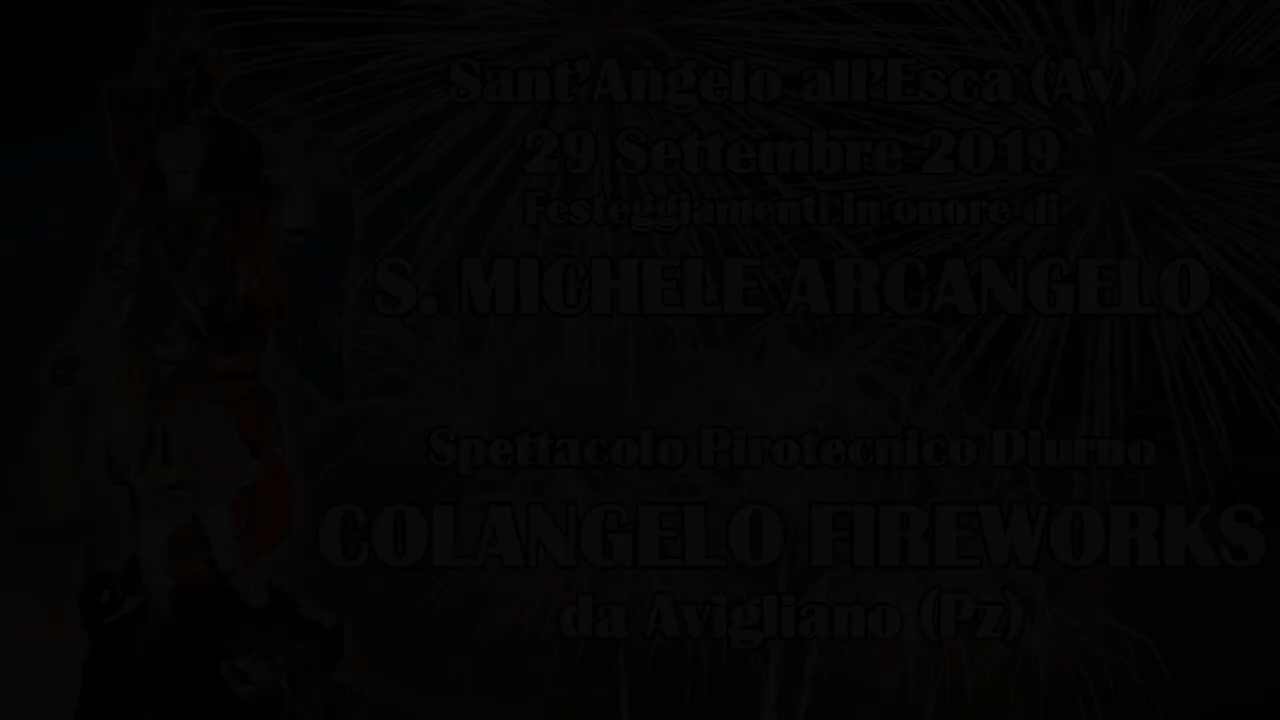 Sant'Angelo all'Esca (Av)
29 Settembre 2019
Festeggiamenti in onore di
S. MICHELE ARCANGELO
Spettacolo Pirotecnico Diurno
COLANGELO FIREWORKS
da Avigliano (Pz)